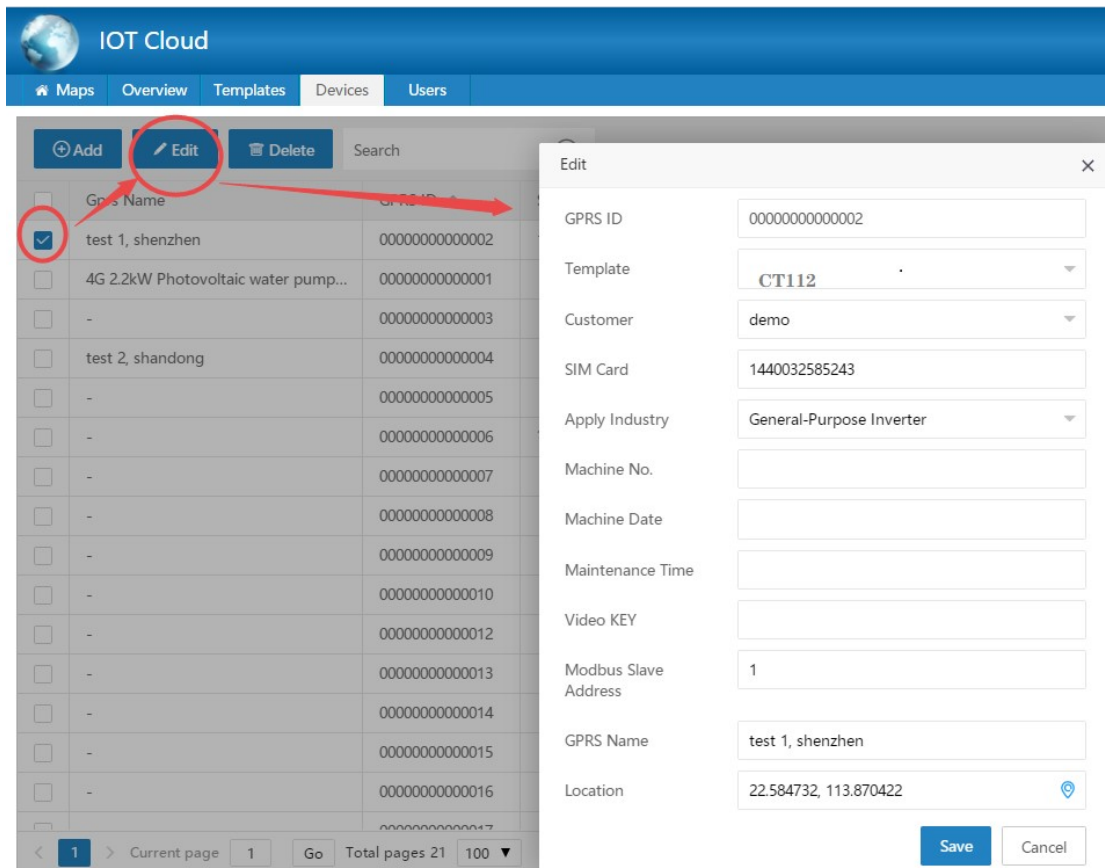 IOT Cloud
Maps Overview Templates Devices Users
Add Edit Delete Search
Gprs Name GPRS ID
test 1, shenzhen 00000000000002
4G 2.2kW Photovoltaic water pump... 00000000000001
- 00000000000003
test 2, shandong 00000000000004
- 00000000000005
- 00000000000006
- 00000000000007
- 00000000000008
- 00000000000009
- 00000000000010
- 00000000000012
- 00000000000013
- 00000000000014
- 00000000000015
- 00000000000016
< 1 > Current page 1 Go Total pages 21 100 ▼
Edit ×
GPRS ID 00000000000002
Template CT112
Customer demo
SIM Card 1440032585243
Apply Industry General-Purpose Inverter
Machine No.
Machine Date
Maintenance Time
Video KEY
Modbus Slave 1
Address
GPRS Name test 1, shenzhen
Location 22.584732, 113.870422
Save Cancel